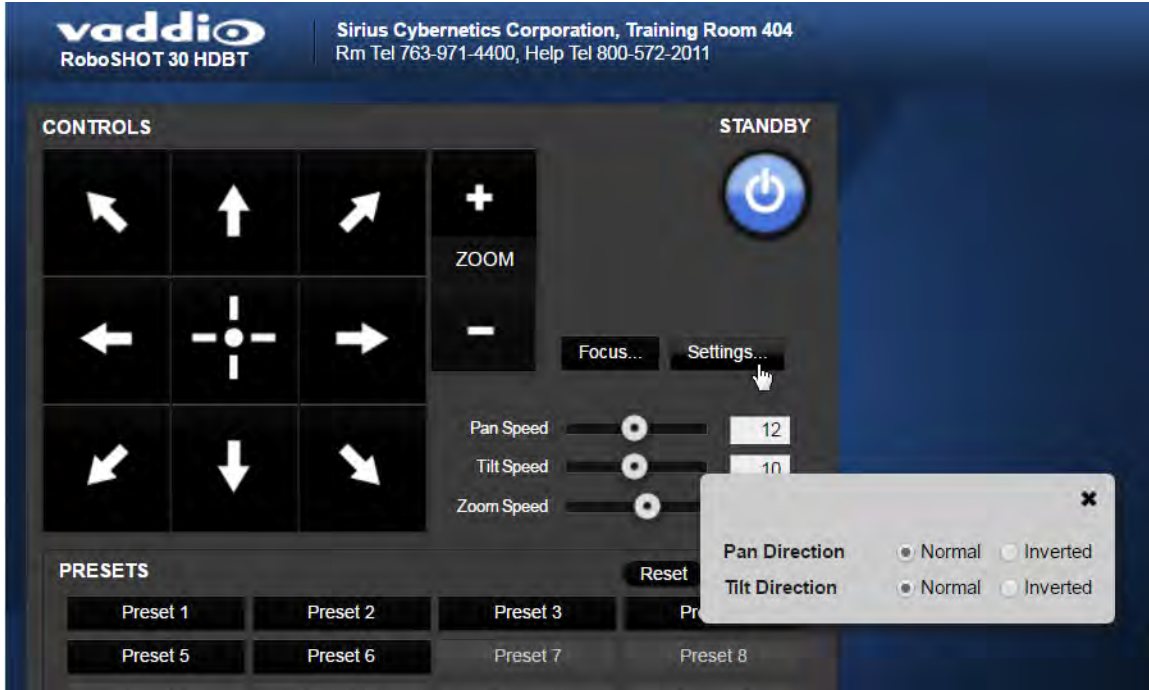 vaddio
RoboSHOT 30 HDBT
Sirius Cybernetics Corporation, Training Room 404
Rm Tel 763-971-4400, Help Tel 800-572-2011
CONTROLS
STANDBY
+
ZOOM
-
Focus...
Settings...
Pan Speed
12
Tilt Speed
10
Zoom Speed
Pan Direction
Normal
Inverted
Tilt Direction
Normal
Inverted
PRESETS
Reset
Preset 1
Preset 2
Preset 3
Preset 5
Preset 6
Preset 7
Preset 8